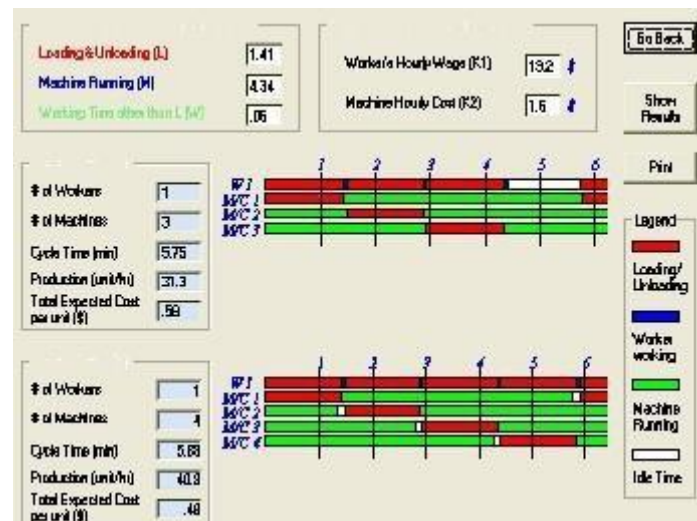 Loading & Unloading (L) 1.41
Machine Running (M) 4.34
Working Time other than L (W) .06
Worker's Hourly Wage (K1) 19.2 $
Machine Hourly Cost (K2) 1.6 $
Go Back
Show Results
Print
# of Workers 1
# of Machines 3
Cycle Time (min) 5.75
Production (unit/hr) 31.3
Total Expected Cost per unit ($) .59
1 2 3 4 5 6
W 1
M/C 1
M/C 2
M/C 3
Legend
Loading/ Unloading
Worker working
Machine Running
Idle Time
# of Workers 1
# of Machines 4
Cycle Time (min) 5.88
Production (unit/hr) 40.8
Total Expected Cost per unit ($) .48
1 2 3 4 5 6
W 1
M/C 1
M/C 2
M/C 3
M/C 4